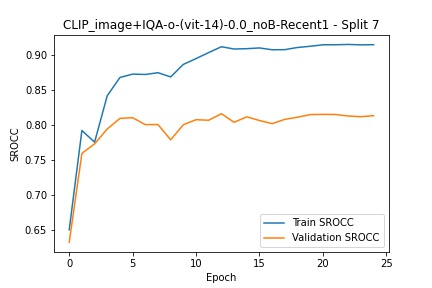 CLIP_image+IQA-o-(vit-14)-0.0_noB-Recent1 - Split 7
SROCC
0.90
0.85
0.80
0.75
0.70
0.65
Train SROCC
Validation SROCC
0 5 10 15 20 25
Epoch